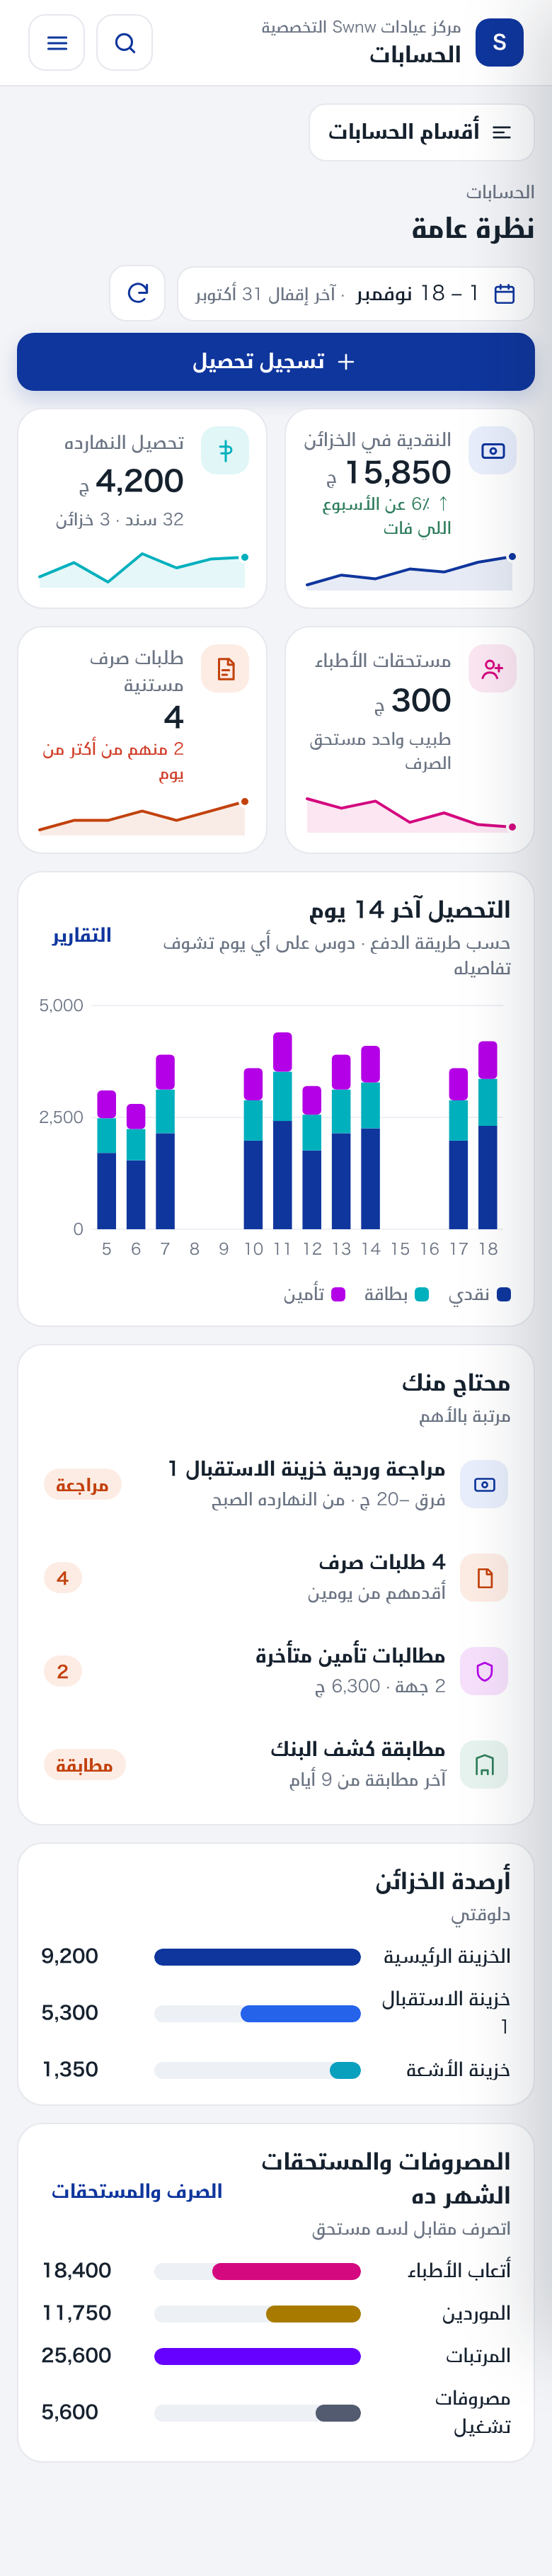 S
مركز عيادات Swnw التخصصية
الحسابات
أقسام الحسابات
الحسابات
نظرة عامة
1 – 18 نوفمبر · آخر إقفال 31 أكتوبر
تسجيل تحصيل
النقدية في الخزائن
15,850 ج
↑ 6٪ عن الأسبوع
اللي فات
تحصيل النهارده
4,200 ج
32 سند · 3 خزائن
مستحقات الأطباء
300 ج
طبيب واحد مستحق
الصرف
طلبات صرف
مستنية
4
2 منهم من أكتر من
يوم
التحصيل آخر 14 يوم
التقارير
حسب طريقة الدفع · دوس على أي يوم تشوف
تفاصيله
5,000
2,500
0
5 6 7 8 9 10 11 12 13 14 15 16 17 18
نقدي بطاقة تأمين
محتاج منك
مرتبة بالأهم
مراجعة وردية خزينة الاستقبال 1
فرق –20 ج · من النهارده الصبح
مراجعة
4 طلبات صرف
أقدمهم من يومين
4
مطالبات تأمين متأخرة
2 جهة · 6,300 ج
2
مطابقة كشف البنك
آخر مطابقة من 9 أيام
مطابقة
أرصدة الخزائن
دلوقتي
الخزينة الرئيسية 9,200
خزينة الاستقبال
1
5,300
خزينة الأشعة 1,350
المصروفات والمستحقات
الشهر ده
الصرف والمستحقات
اتصرف مقابل لسه مستحق
أتعاب الأطباء 18,400
الموردين 11,750
المرتبات 25,600
مصروفات
تشغيل
5,600